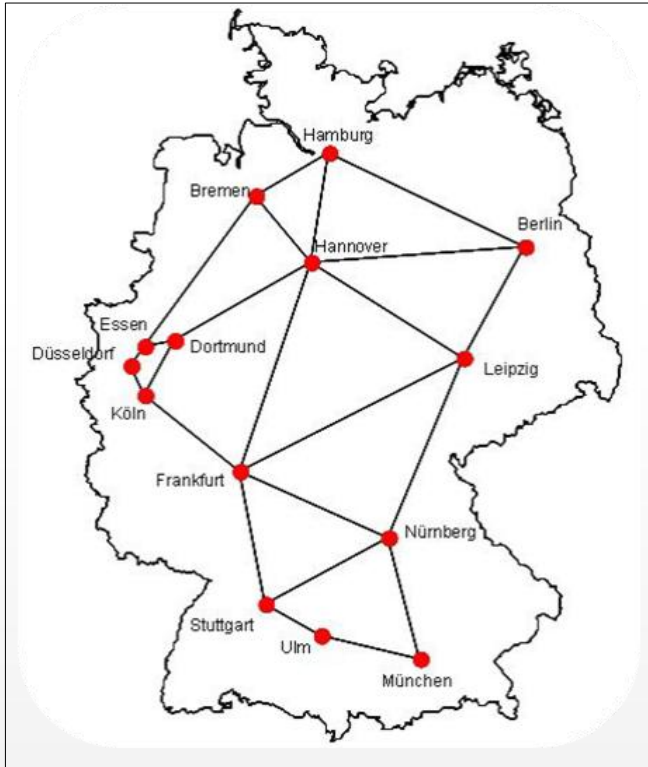 Hamburg
Bremen
Berlin
Hannover
Essen
Dortmund
Düsseldorf
Leipzig
Köln
Frankfurt
Nürnberg
Stuttgart
Ulm
München